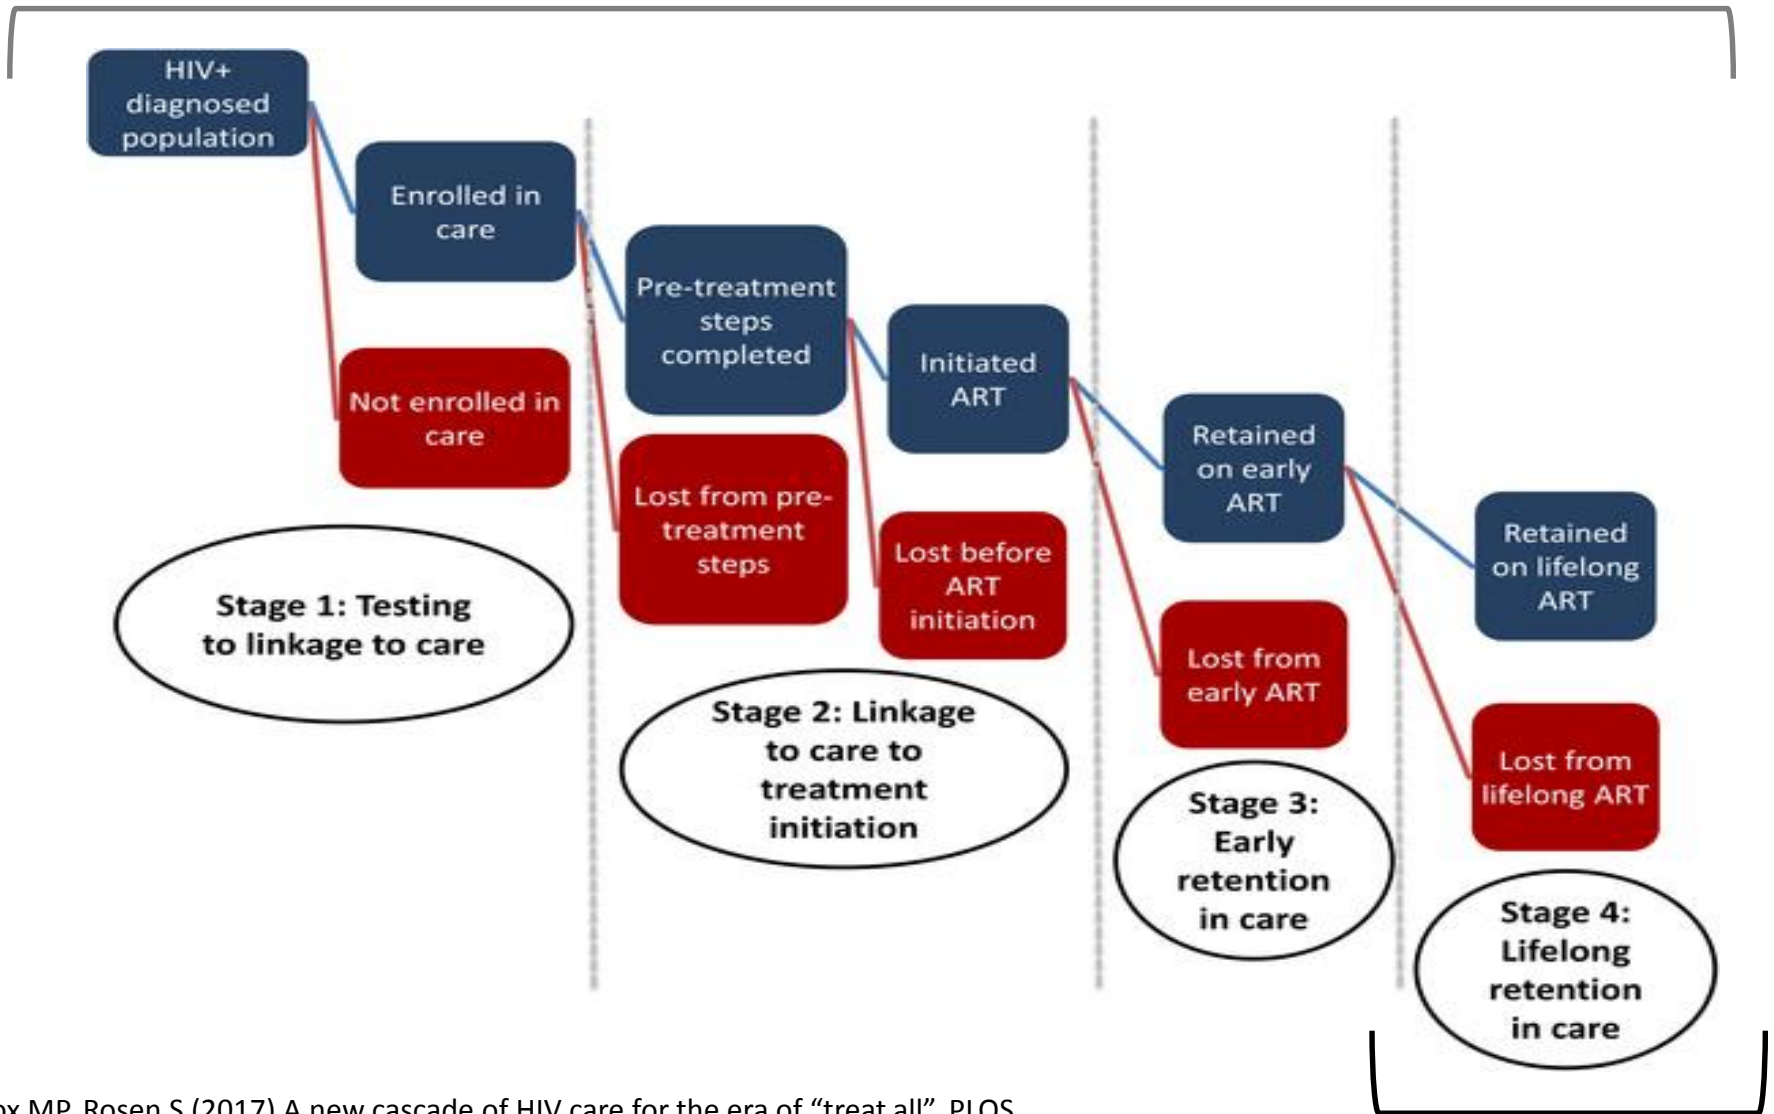 HIV+
diagnosed
population
Enrolled in
care
Not enrolled in
care
Stage 1: Testing
to linkage to care
Pre-treatment
steps
completed
Lost from pre-
treatment
steps
Initiated
ART
Lost before
ART
initiation
Stage 2: Linkage
to care to
treatment
initiation
Retained
on early
ART
Lost from
early ART
Stage 3:
Early
retention
in care
Retained
on lifelong
ART
Lost from
lifelong ART
Stage 4:
Lifelong
retention
in care
MP, Rosen S (2017) A new cascade of HIV care for the era of “treat all”. PLOS